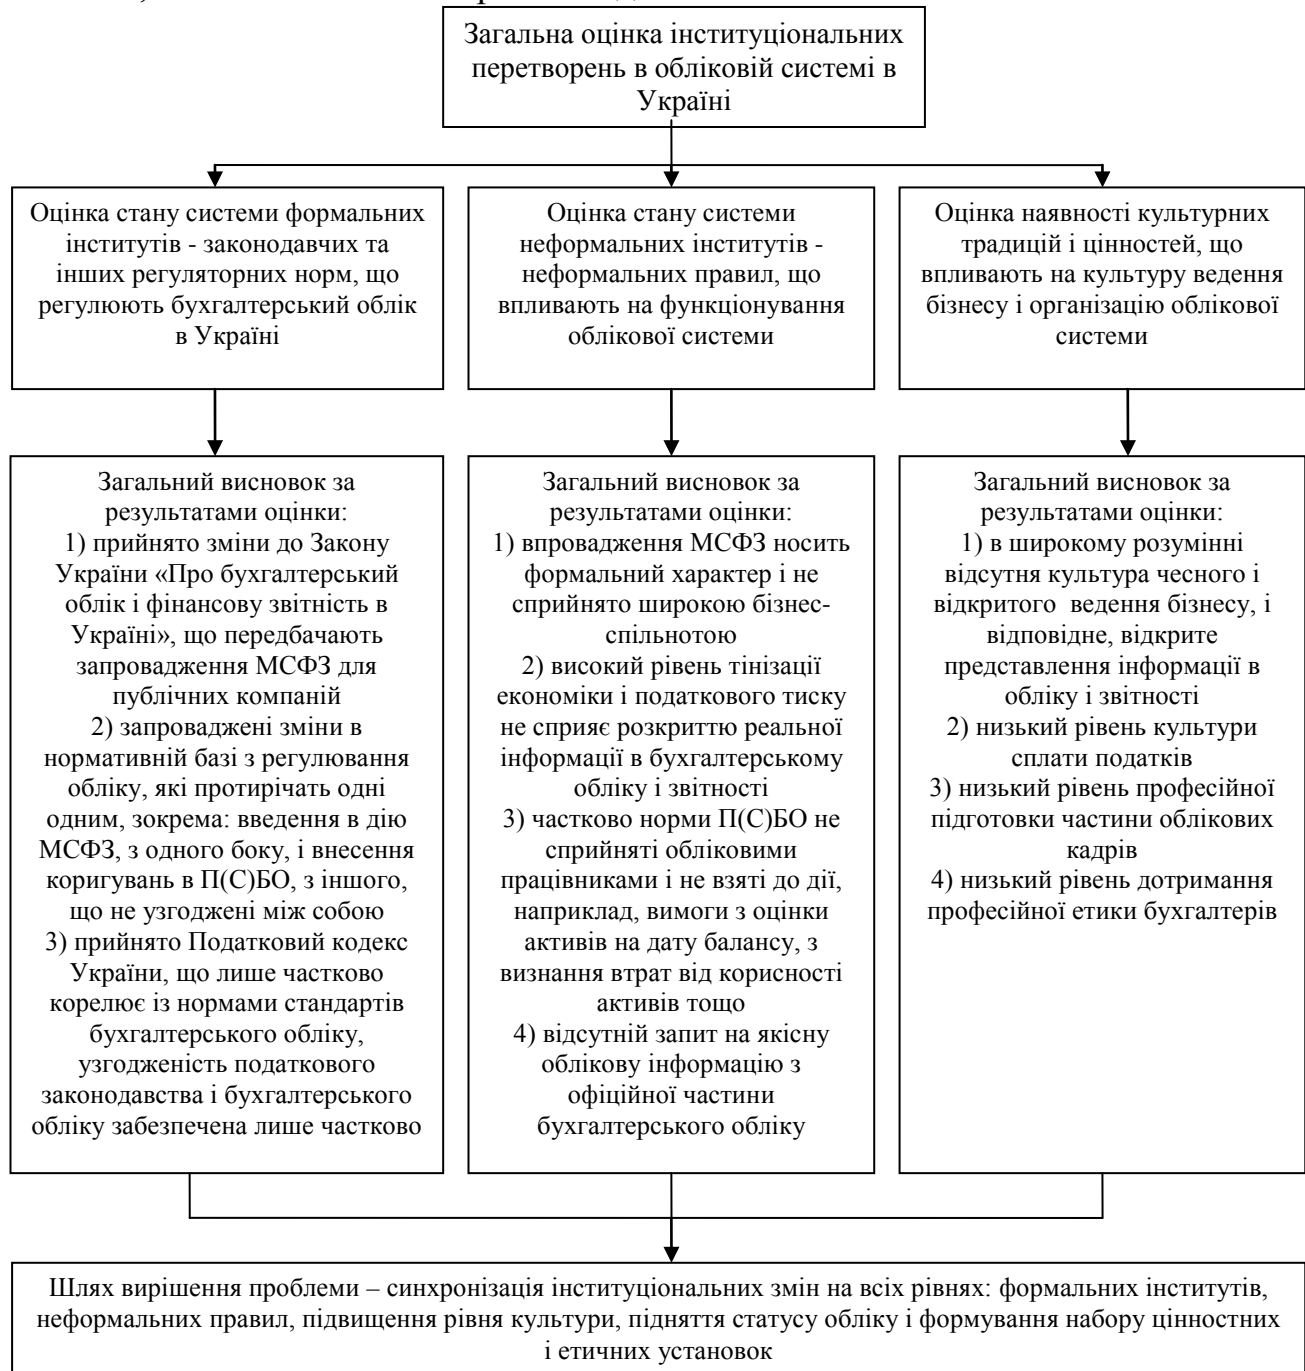 Загальна оцінка інституціональних
перетворень в обліковій системі в
Україні
Оцінка стану системи формальних
інститутів - законодавчих та
інших регуляторних норм, що
регулюють бухгалтерський облік
в Україні
Оцінка стану системи
неформальних інститутів -
неформальних правил, що
впливають на функціонування
облікової системи
Оцінка наявності культурних
традицій і цінностей, що
впливають на культуру ведення
бізнесу і організацію облікової
системи
Загальний висновок за
результатами оцінки:
1) прийнято зміни до Закону
України «Про бухгалтерський
облік і фінансову звітність в
Україні», що передбачають
запровадження МСФЗ для
публічних компаній
2) запроваджені зміни в
нормативній базі з регулювання
обліку, які протирічать одні
одним, зокрема: введення в дію
МСФЗ, з одного боку, і внесення
коригувань в П(С)БО, з іншого,
що не узгоджені між собою
3) прийнято Податковий кодекс
України, що лише частково
корелює із нормами стандартів
бухгалтерського обліку,
узгодженість податкового
законодавства і бухгалтерського
обліку забезпечена лише частково
Загальний висновок за
результатами оцінки:
1) впровадження МСФЗ носить
формальний характер і не
сприйнято широкою бізнес-
спільнотою
2) високий рівень тінізації
економіки і податкового тиску
не сприяє розкриттю реальної
інформації в бухгалтерському
обліку і звітності
3) частково норми П(С)БО не
сприйняті обліковими
працівниками і не взяті до дії,
наприклад, вимоги з оцінки
активів на дату балансу, з
визнання втрат від корисності
активів тощо
4) відсутній запит на якісну
облікову інформацію з
офіційної частини
бухгалтерського обліку
Загальний висновок за
результатами оцінки:
1) в широкому розумінні
відсутня культура чесного і
відкритого ведення бізнесу, і
відповідне, відкрите
представлення інформації в
обліку і звітності
2) низький рівень культури
сплати податків
3) низький рівень професійної
підготовки частини облікових
кадрів
4) низький рівень дотримання
професійної етики бухгалтерів
Шлях вирішення проблеми – синхронізація інституціональних змін на всіх рівнях: формальних інститутів,
неформальних правил, підвищення рівня культури, підняття статусу обліку і формування набору цінностних
і етичних установок